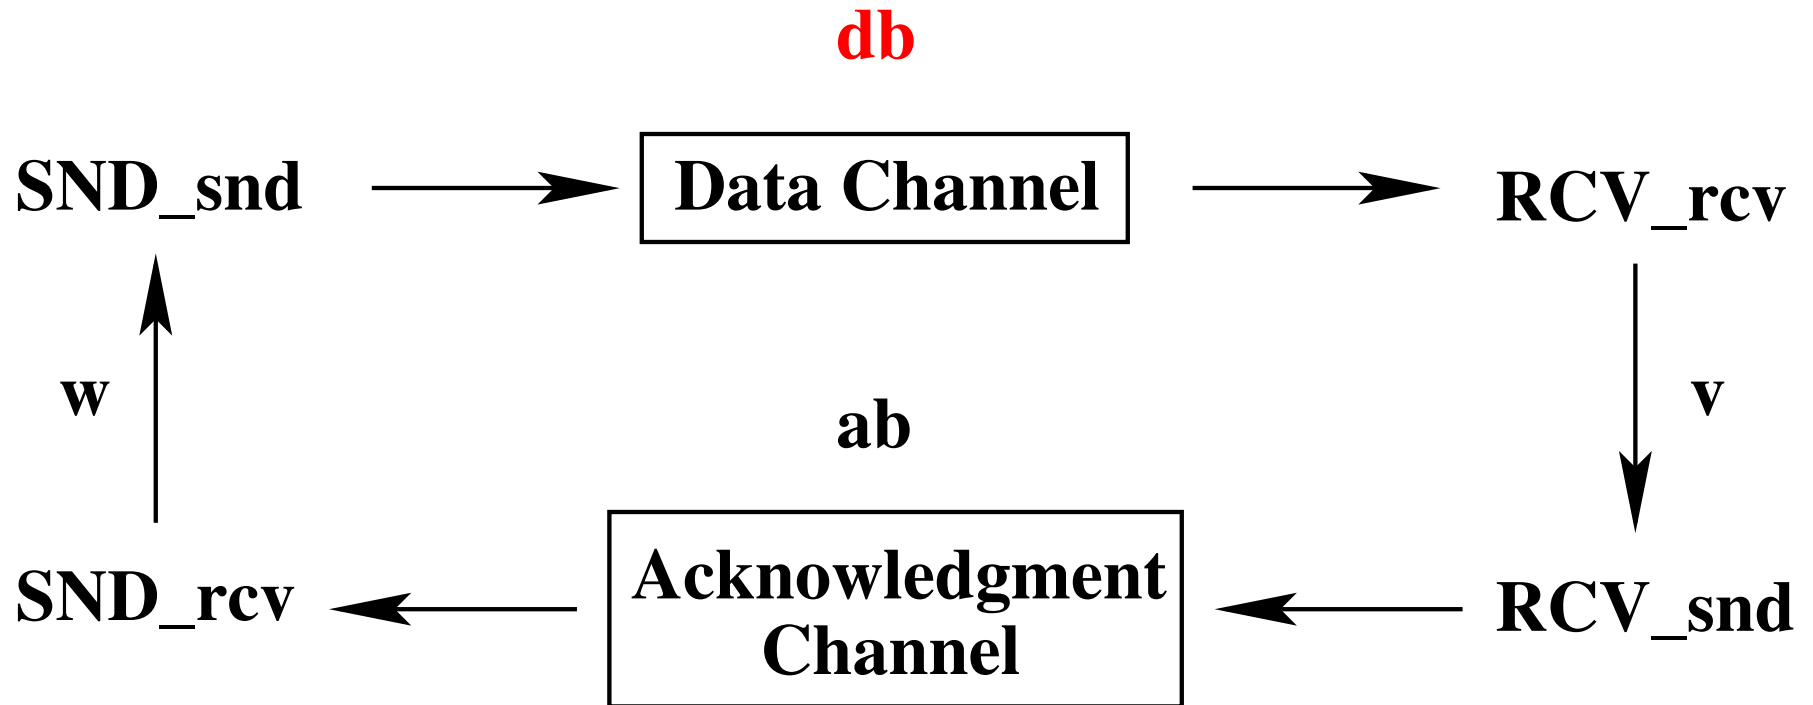 db
SND_snd
Data Channel
RCV_rcv
w
ab
v
SND_rcv
Acknowledgment
Channel
RCV_snd